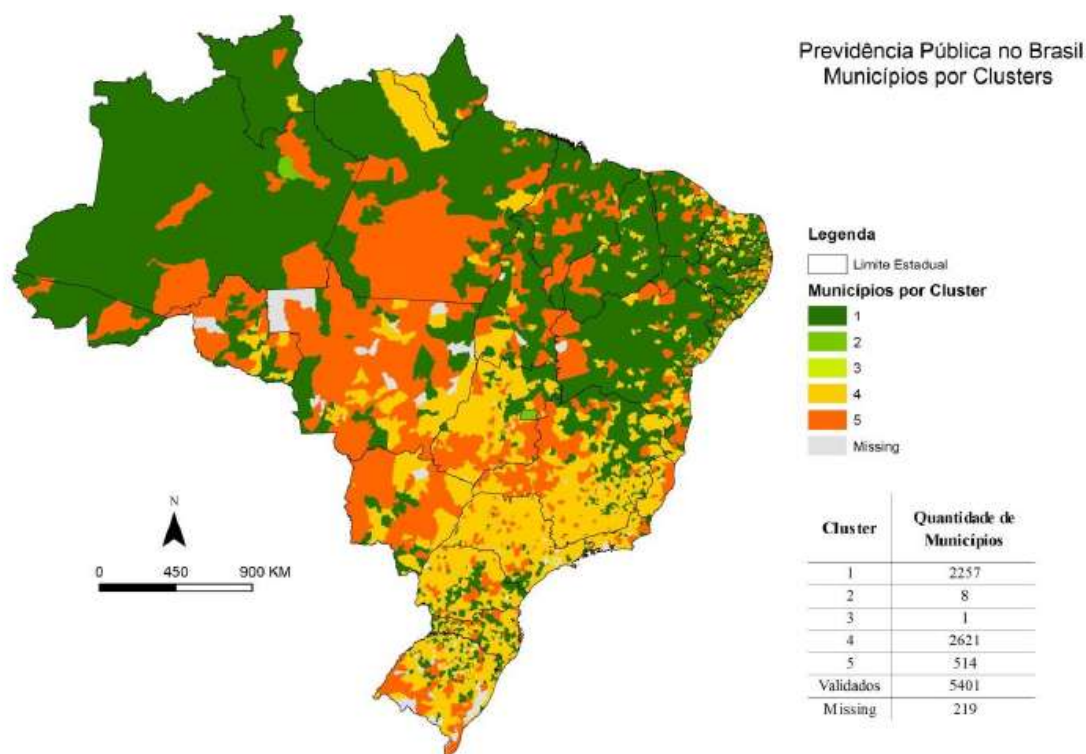 Previdência Pública no Brasil
Municípios por Clusters
Legenda
Limite Estadual
Municípios por Cluster
1
2
3
4
5
Missing
N
0 450 900 KM
Cluster Quantidade de Municípios
1 2257
2 8
3 1
4 2621
5 514
Validados 5401
Missing 219